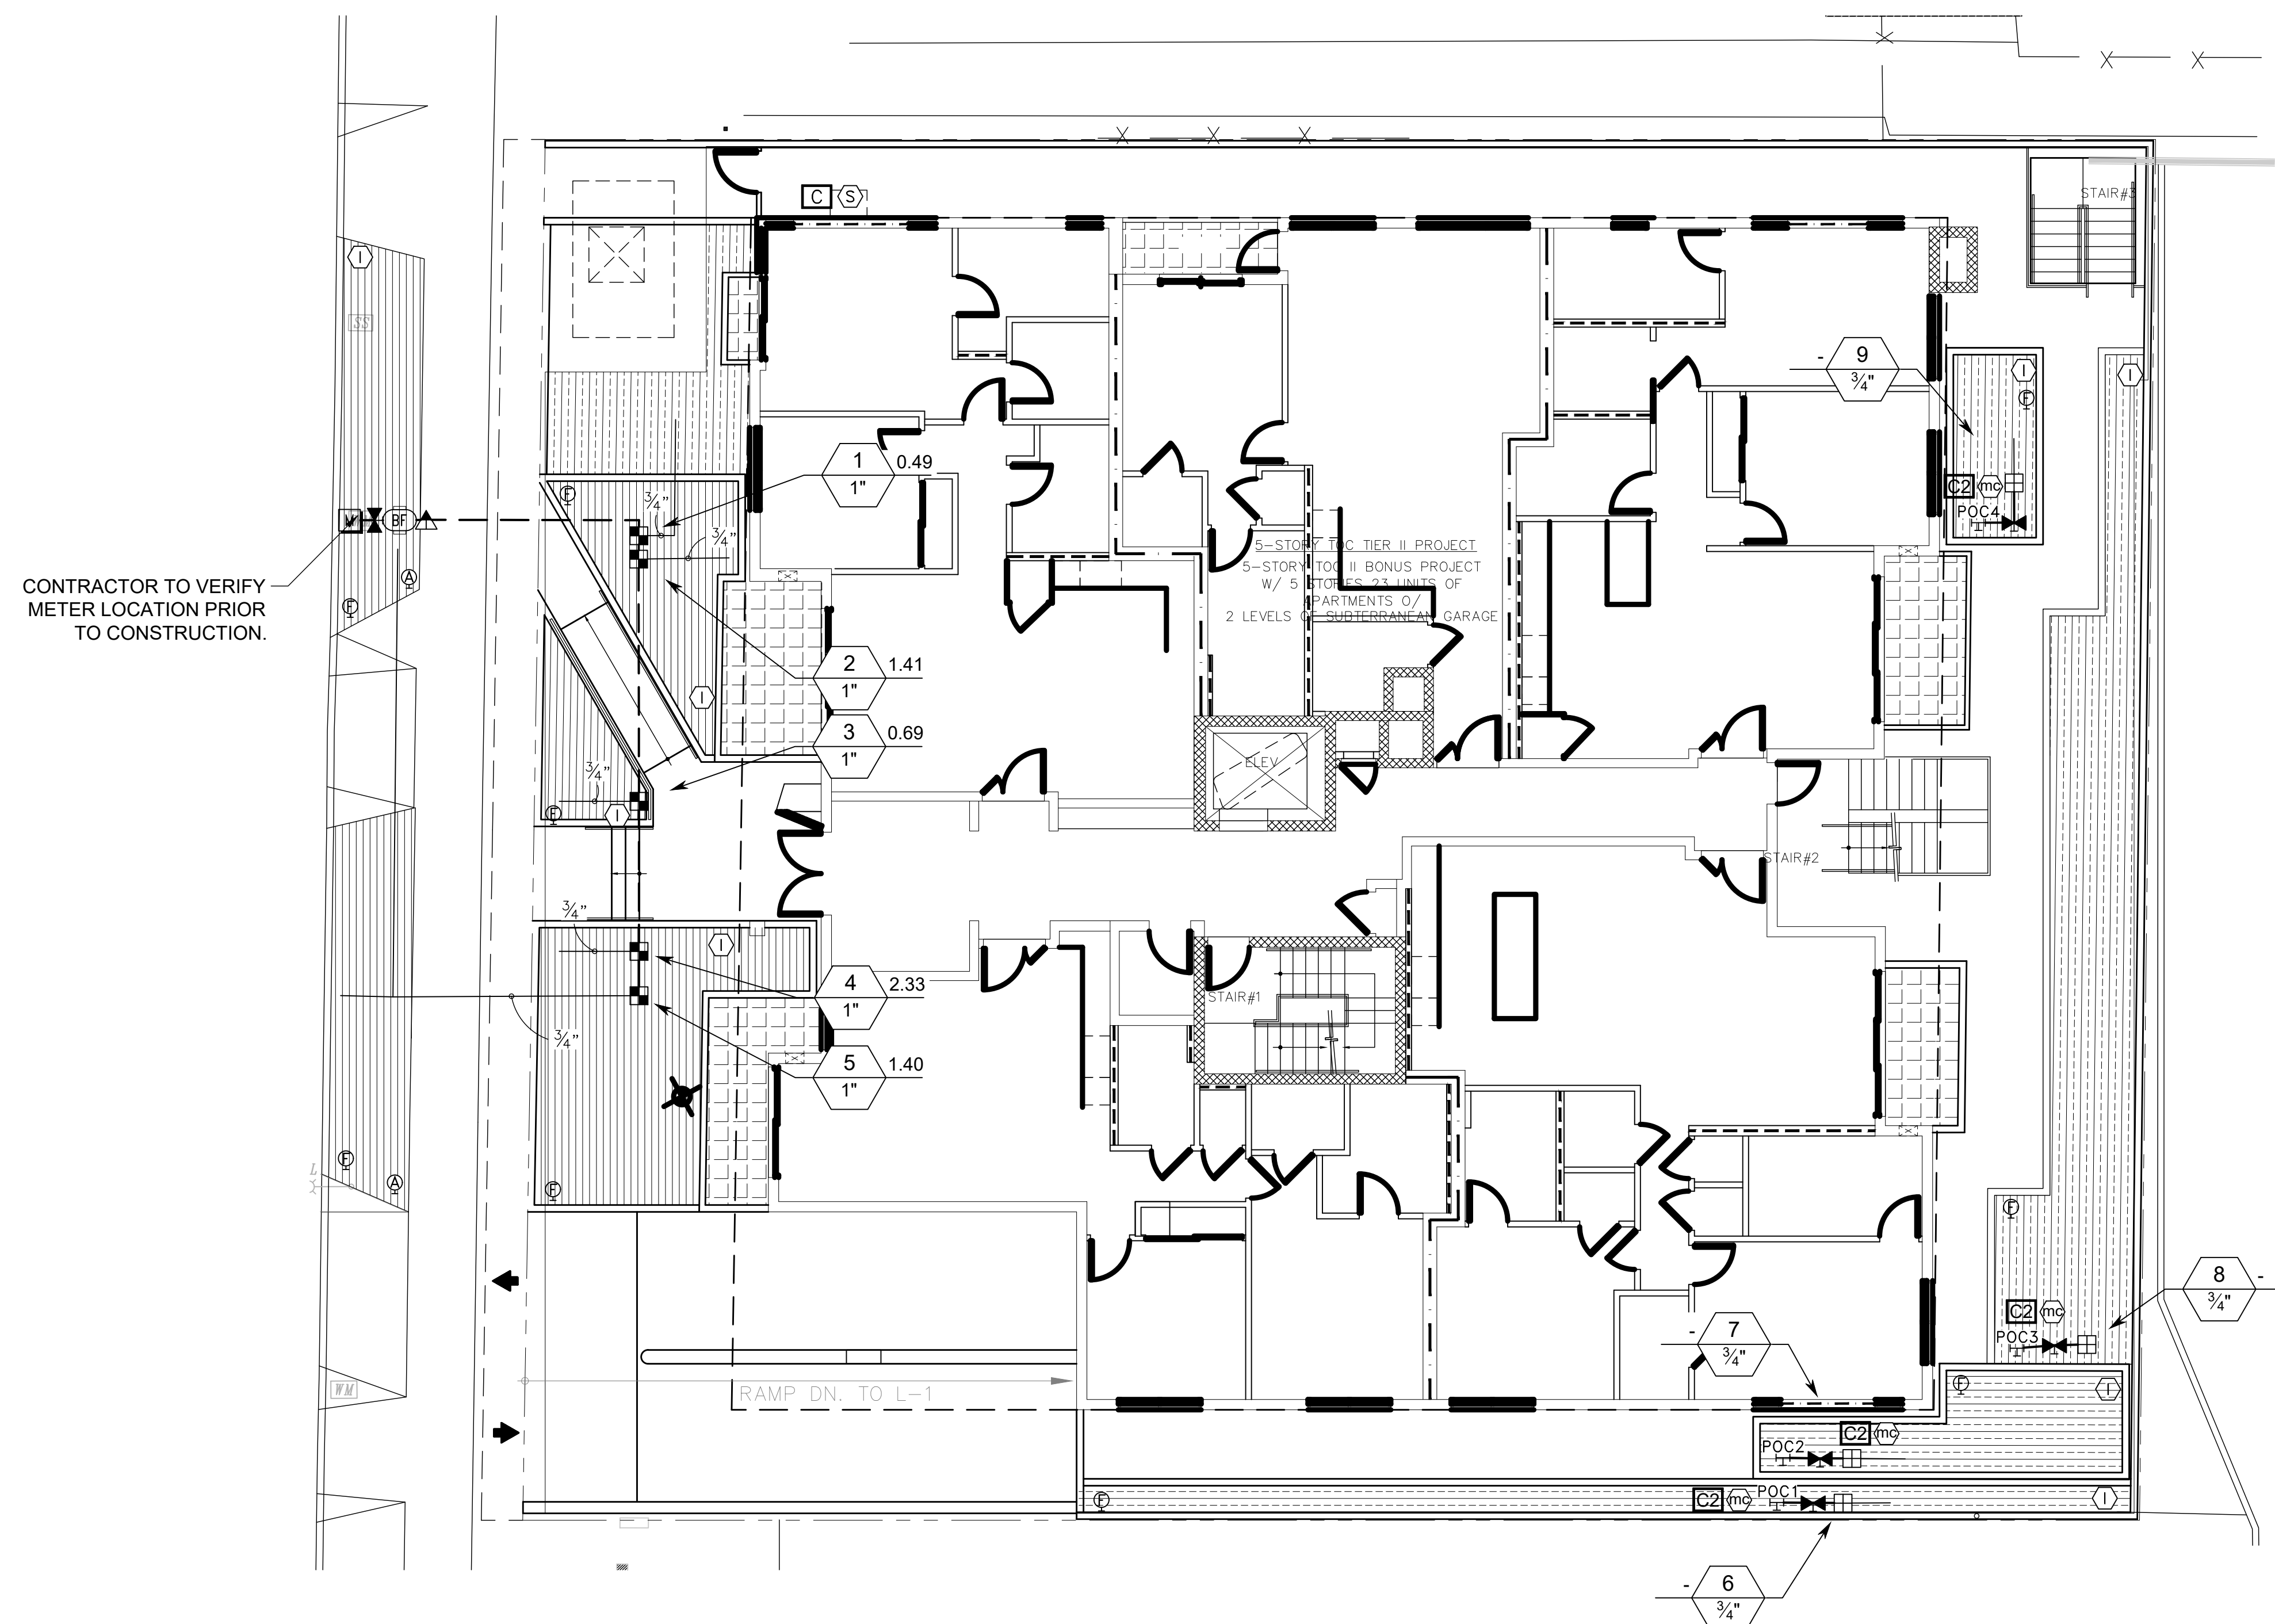 STAIR#3
C
S
I
SS
9
-
3/4"
I
I
F
1
0.49
1"
F
3/4"
C2
mc
POC4
M
BF
3/4"
5-STORY TOC TIER II PROJECT
5-STORY TOC II BONUS PROJECT
W/ 5 STORIES 23 UNITS OF
APARTMENTS O/
2 LEVELS OF SUBTERRANEAN GARAGE
CONTRACTOR TO VERIFY
METER LOCATION PRIOR
TO CONSTRUCTION.
A
F
2
1.41
1"
I
3
0.69
1"
ELEV
3/4"
F
I
STAIR#2
3/4"
I
4
2.33
1"
STAIR#1
3/4"
5
1.40
1"
F
L
A
F
F
8
-
3/4"
C2
mc
POC3
7
-
3/4"
WM
RAMP DN. TO L-1
F
I
C2
mc
POC2
F
C2
mc
POC1
I
6
-
3/4"